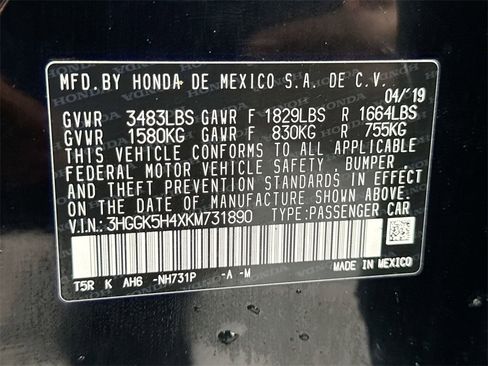 MFD.BY HONDA DE MEXICO S.A. DE C.V.
04/'19
GVWR 3483LBS GAWR F 1829LBS R 1664LBS
GVWR 1580KG GAWR 830KG R 755KG
THIS VEHICLE CONFORMS TO ALL APPLICABLE
FEDERAL MOTOR VEHICLE SAFETY, BUMPER,
AND THEFT PREVENTION STANDARDS IN EFFECT
ON THE DATE OF MANUFACTURE SHOWN ABOVE.
V.I.N.: 3HGGK5H4XKM731890 TYPE:PASSENGER CAR
T5R K AH6 -NH731P -A -M MADE IN MEXICO